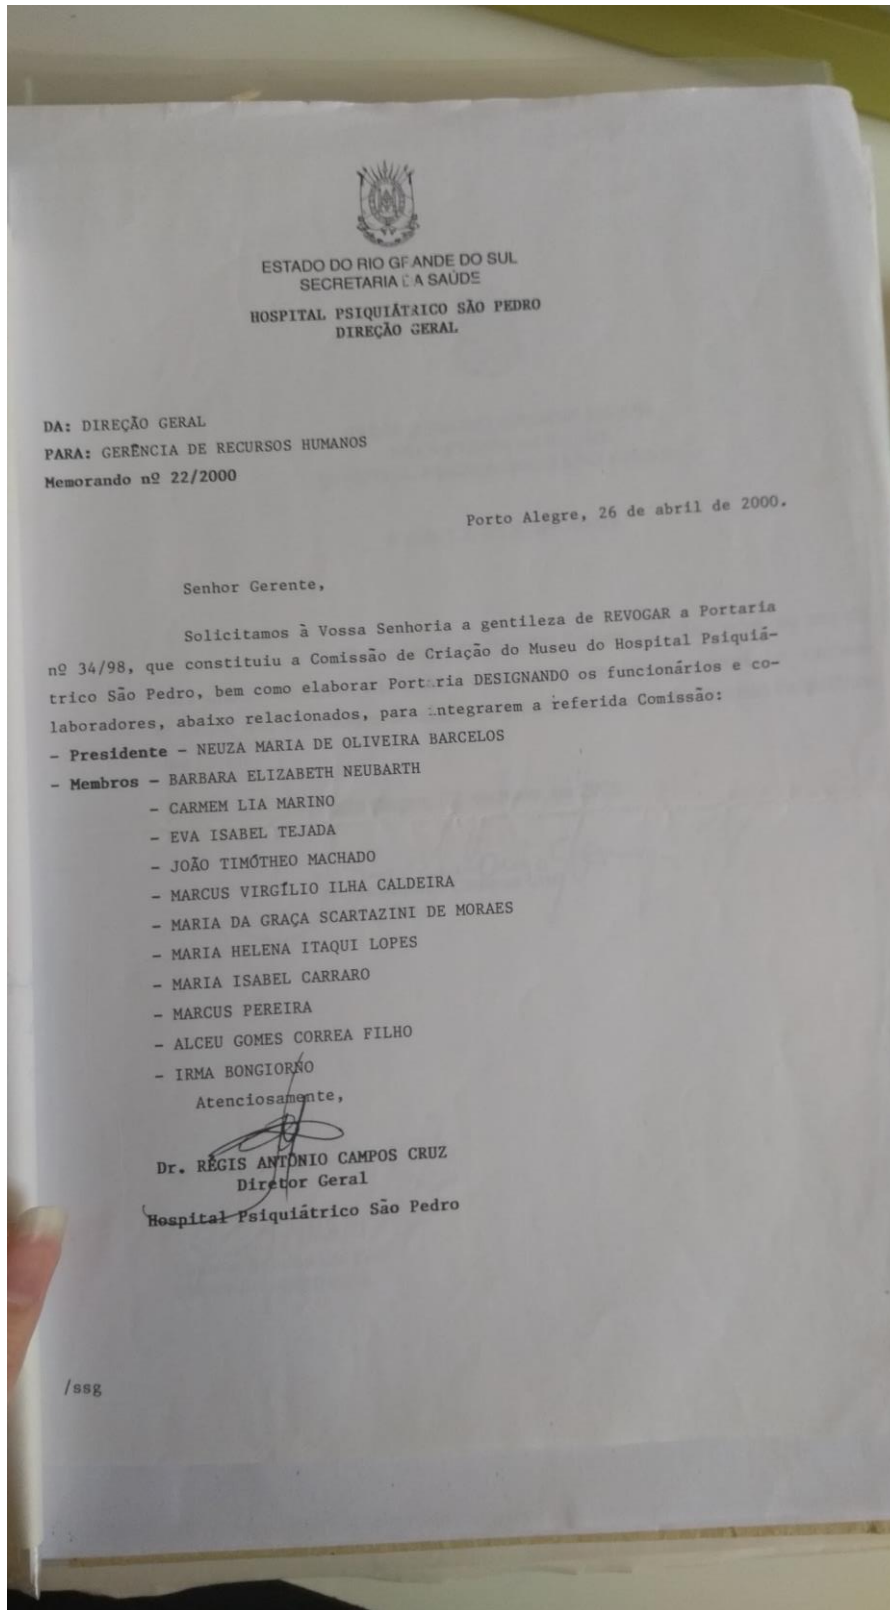 ESTADO DO RIO GRANDE DO SUL
SECRETARIA DA SAÚDE
HOSPITAL PSIQUIÁTRICO SÃO PEDRO
DIREÇÃO GERAL
DA: DIREÇÃO GERAL
PARA: GERÊNCIA DE RECURSOS HUMANOS
Memorando nº 22/2000
Porto Alegre, 26 de abril de 2000.
Senhor Gerente,
Solicitamos à Vossa Senhoria a gentileza de REVOGAR a Portaria
nº 34/98, que constituiu a Comissão de Criação do Museu do Hospital Psiquiá-
trico São Pedro, bem como elaborar Portaria DESIGNANDO os funcionários e co-
laboradores, abaixo relacionados, para integrarem a referida Comissão:
- Presidente - NEUZA MARIA DE OLIVEIRA BARCELOS
- Membros - BARBARA ELIZABETH NEUBARTH
- CARMEM LIA MARINO
- EVA ISABEL TEJADA
- JOÃO TIMÓTHEO MACHADO
- MARCUS VIRGÍLIO ILHA CALDEIRA
- MARIA DA GRAÇA SCARTAZINI DE MORAES
- MARIA HELENA ITAQUI LOPES
- MARIA ISABEL CARRARO
- MARCUS PEREIRA
- ALCEU GOMES CORREA FILHO
- IRMA BONGIORNO
Atenciosamente,
Dr. RÉGIS ANTÔNIO CAMPOS CRUZ
Diretor Geral
Hospital Psiquiátrico São Pedro
/ssg